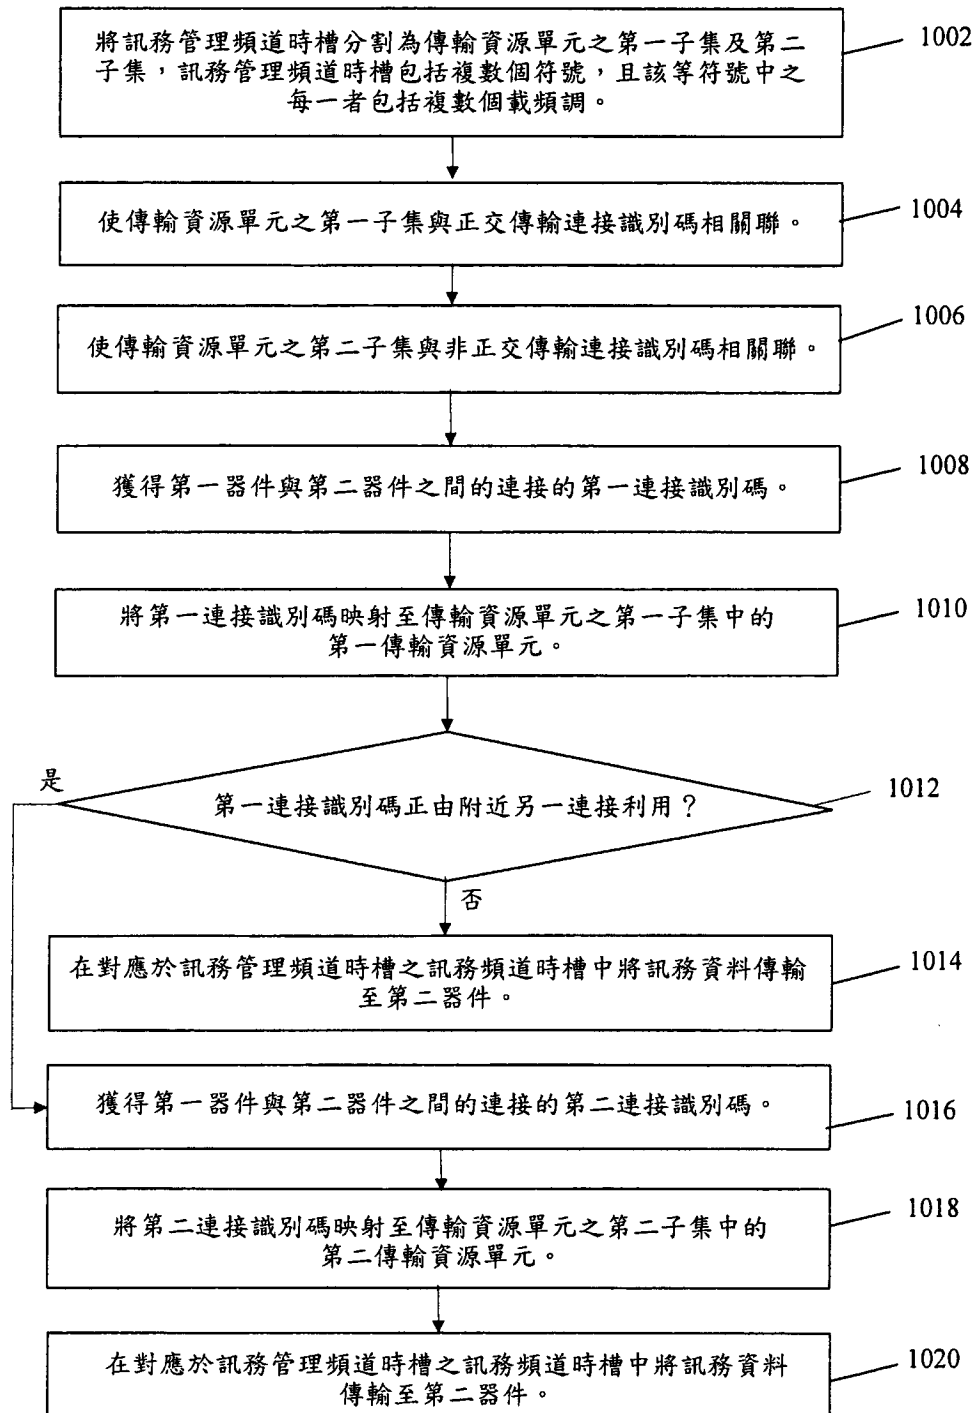 將訊務管理頻道時槽分割為傳輸資源單元之第一子集及第二
子集，訊務管理頻道時槽包括複數個符號，且該等符號中之
每一者包括複數個載頻調。
1002
使傳輸資源單元之第一子集與正交傳輸連接識別碼相關聯。
1004
使傳輸資源單元之第二子集與非正交傳輸連接識別碼相關聯。
1006
獲得第一器件與第二器件之間的連接的第一連接識別碼。
1008
將第一連接識別碼映射至傳輸資源單元之第一子集中的
第一傳輸資源單元。
1010
是
第一連接識別碼正由附近另一連接利用？
1012
否
在對應於訊務管理頻道時槽之訊務頻道時槽中將訊務資料傳輸
至第二器件。
1014
獲得第一器件與第二器件之間的連接的第二連接識別碼。
1016
將第二連接識別碼映射至傳輸資源單元之第二子集中的
第二傳輸資源單元。
1018
在對應於訊務管理頻道時槽之訊務頻道時槽中將訊務資料
傳輸至第二器件。
1020